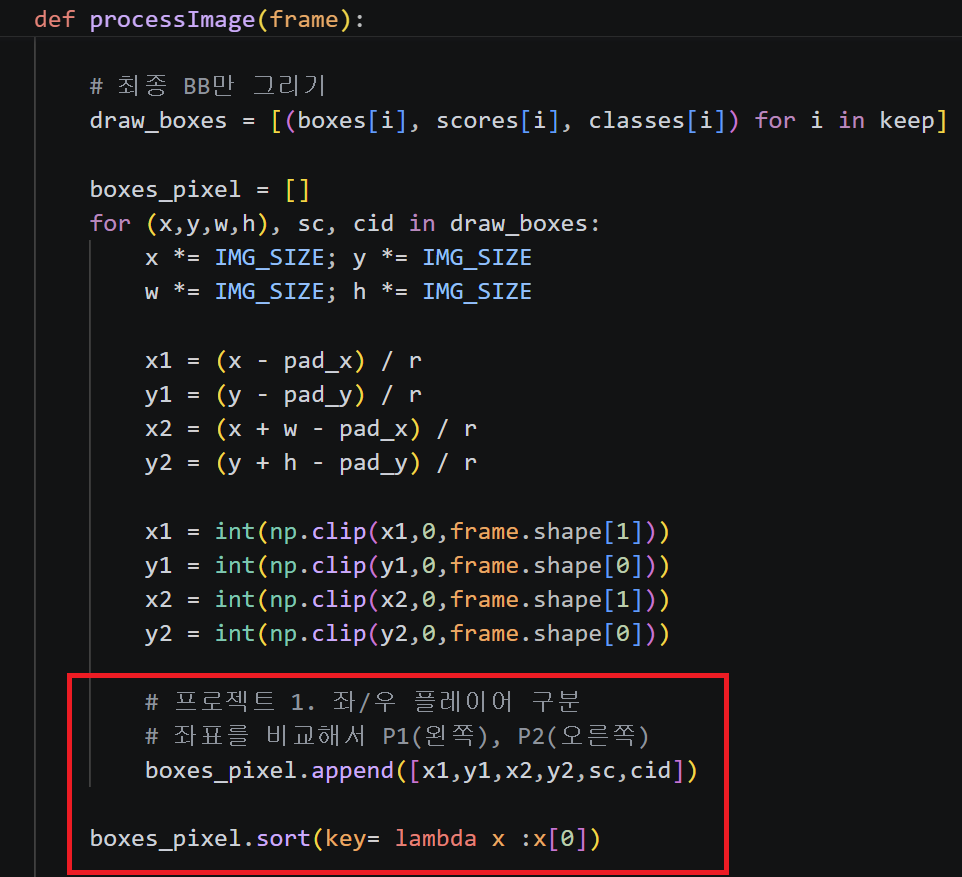 def processImage(frame):
# 최종 BB만 그리기
draw_boxes = [(boxes[i], scores[i], classes[i]) for i in keep]
boxes_pixel = []
for (x,y,w,h), sc, cid in draw_boxes:
x *= IMG_SIZE; y *= IMG_SIZE
w *= IMG_SIZE; h *= IMG_SIZE
x1 = (x - pad_x) / r
y1 = (y - pad_y) / r
x2 = (x + w - pad_x) / r
y2 = (y + h - pad_y) / r
x1 = int(np.clip(x1,0,frame.shape[1]))
y1 = int(np.clip(y1,0,frame.shape[0]))
x2 = int(np.clip(x2,0,frame.shape[1]))
y2 = int(np.clip(y2,0,frame.shape[0]))
# 프로젝트 1. 좌/우 플레이어 구분
# 좌표를 비교해서 P1(왼쪽), P2(오른쪽)
boxes_pixel.append([x1,y1,x2,y2,sc,cid])
boxes_pixel.sort(key= lambda x :x[0])